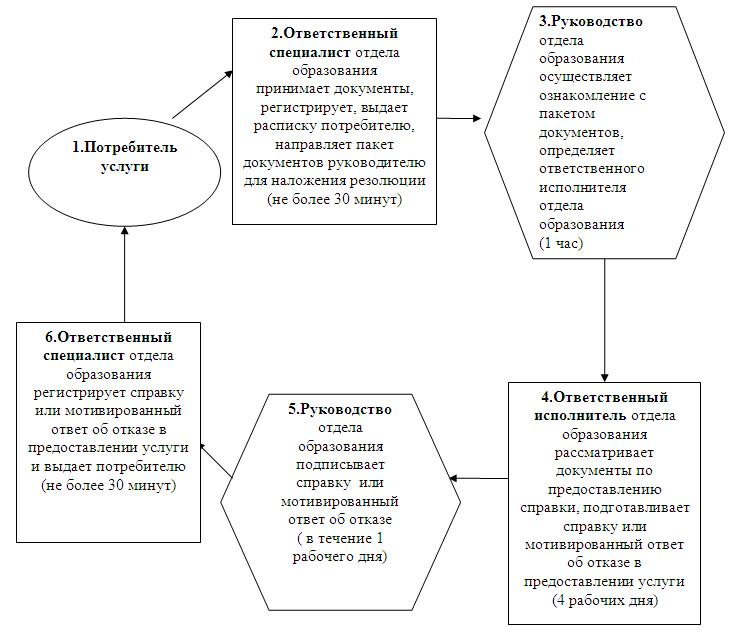 1.Потребитель
услуги
2.Ответственный
специалист отдела
образования
принимает документы,
регистрирует, выдает
расписку потребителю,
направляет пакет
документов руководителю
для наложения резолюции
(не более 30 минут)
3.Руководство
отдела
образования
осуществляет
ознакомление с
пакетом
документов,
определяет
ответственного
исполнителя
отдела
образования
(1 час)
4.Ответственный
исполнитель отдела
образования
рассматривает
документы по
предоставлению
справки, подготавливает
справку или
мотивированный ответ
об отказе в
предоставлении услуги
(4 рабочих дня)
5.Руководство
отдела
образования
подписывает
справку или
мотивированный
ответ об отказе
( в течение 1
рабочего дня)
6.Ответственный
специалист отдела
образования
регистрирует справку
или мотивированный
ответ об отказе в
предоставлении услуги
и выдает потребителю
(не более 30 минут)